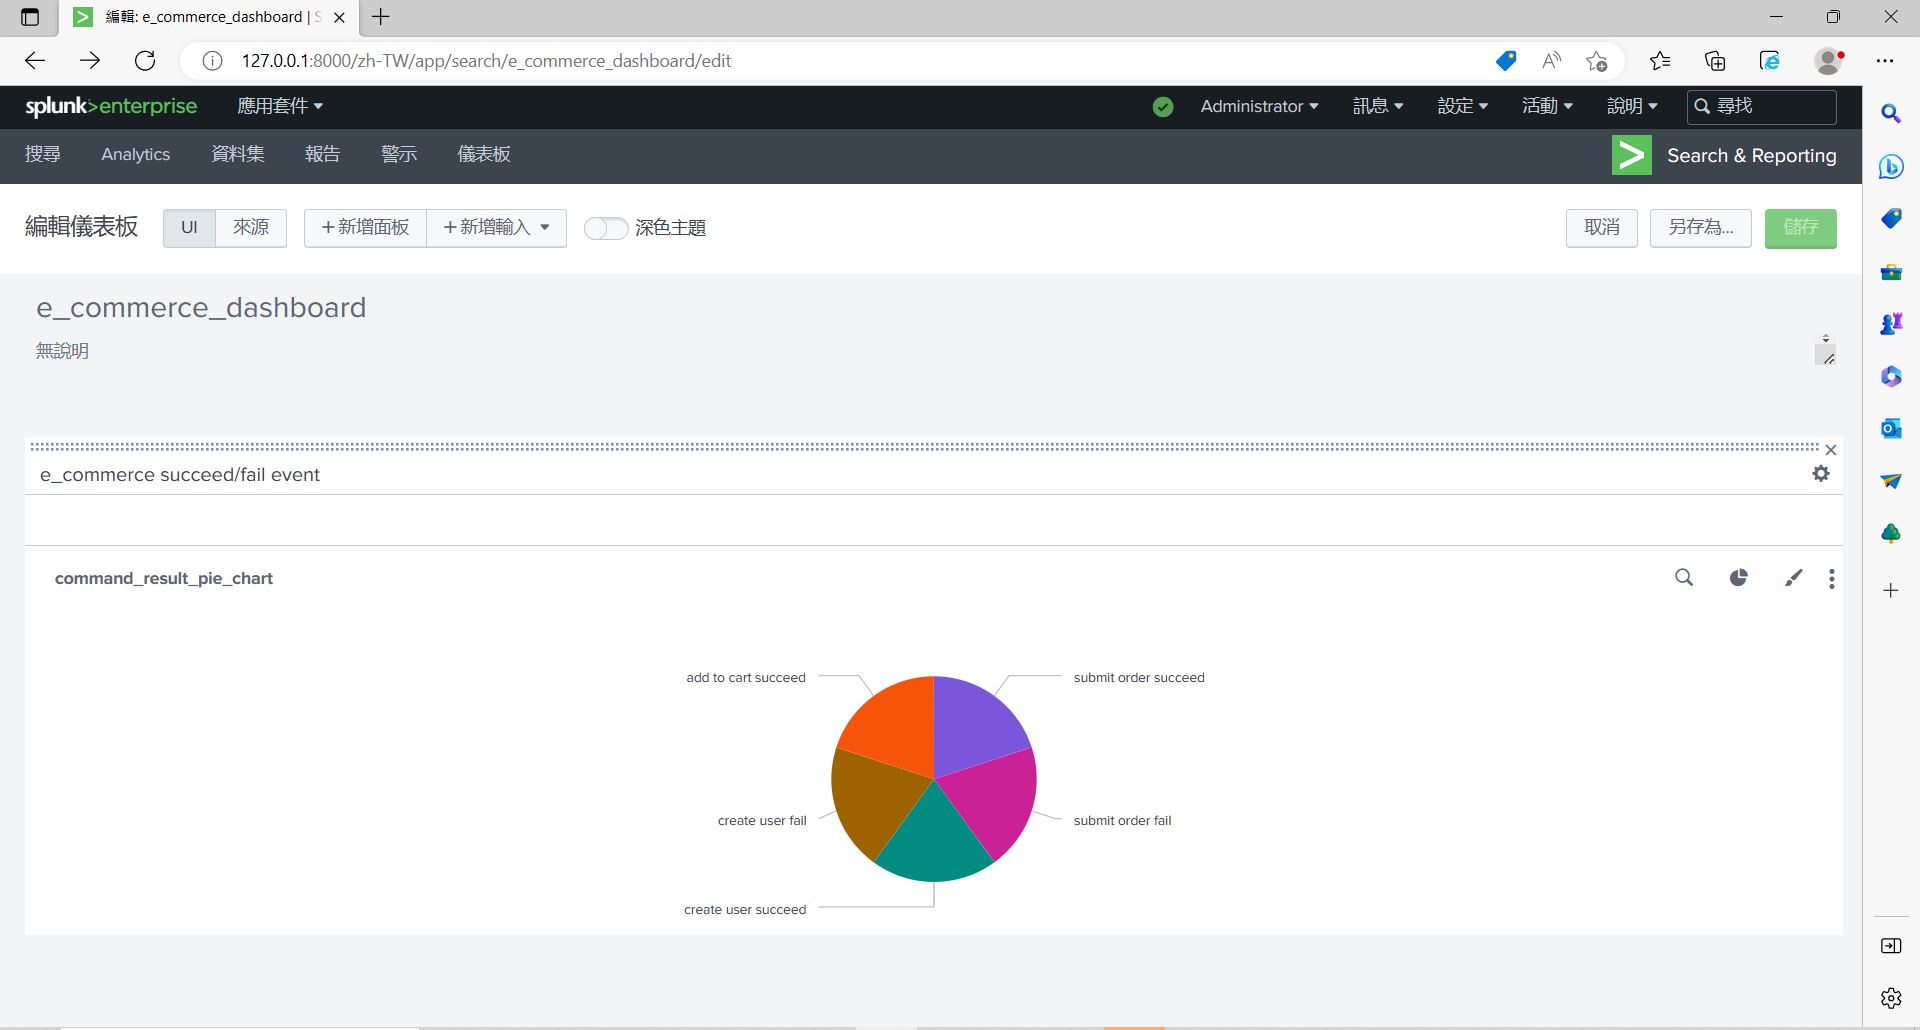 編輯: e_commerce_dashboard | S
127.0.0.1:8000/zh-TW/app/search/e_commerce_dashboard/edit
splunk>enterprise 應用套件 Administrator 訊息 設定 活動 說明 尋找
搜尋 Analytics 資料集 報告 警示 儀表板 Search & Reporting
編輯儀表板 UI 來源 +新增面板 +新增輸入 深色主題 取消 另存為... 儲存
e_commerce_dashboard
無說明
e_commerce succeed/fail event
command_result_pie_chart
add to cart succeed submit order succeed
create user fail submit order fail
create user succeed